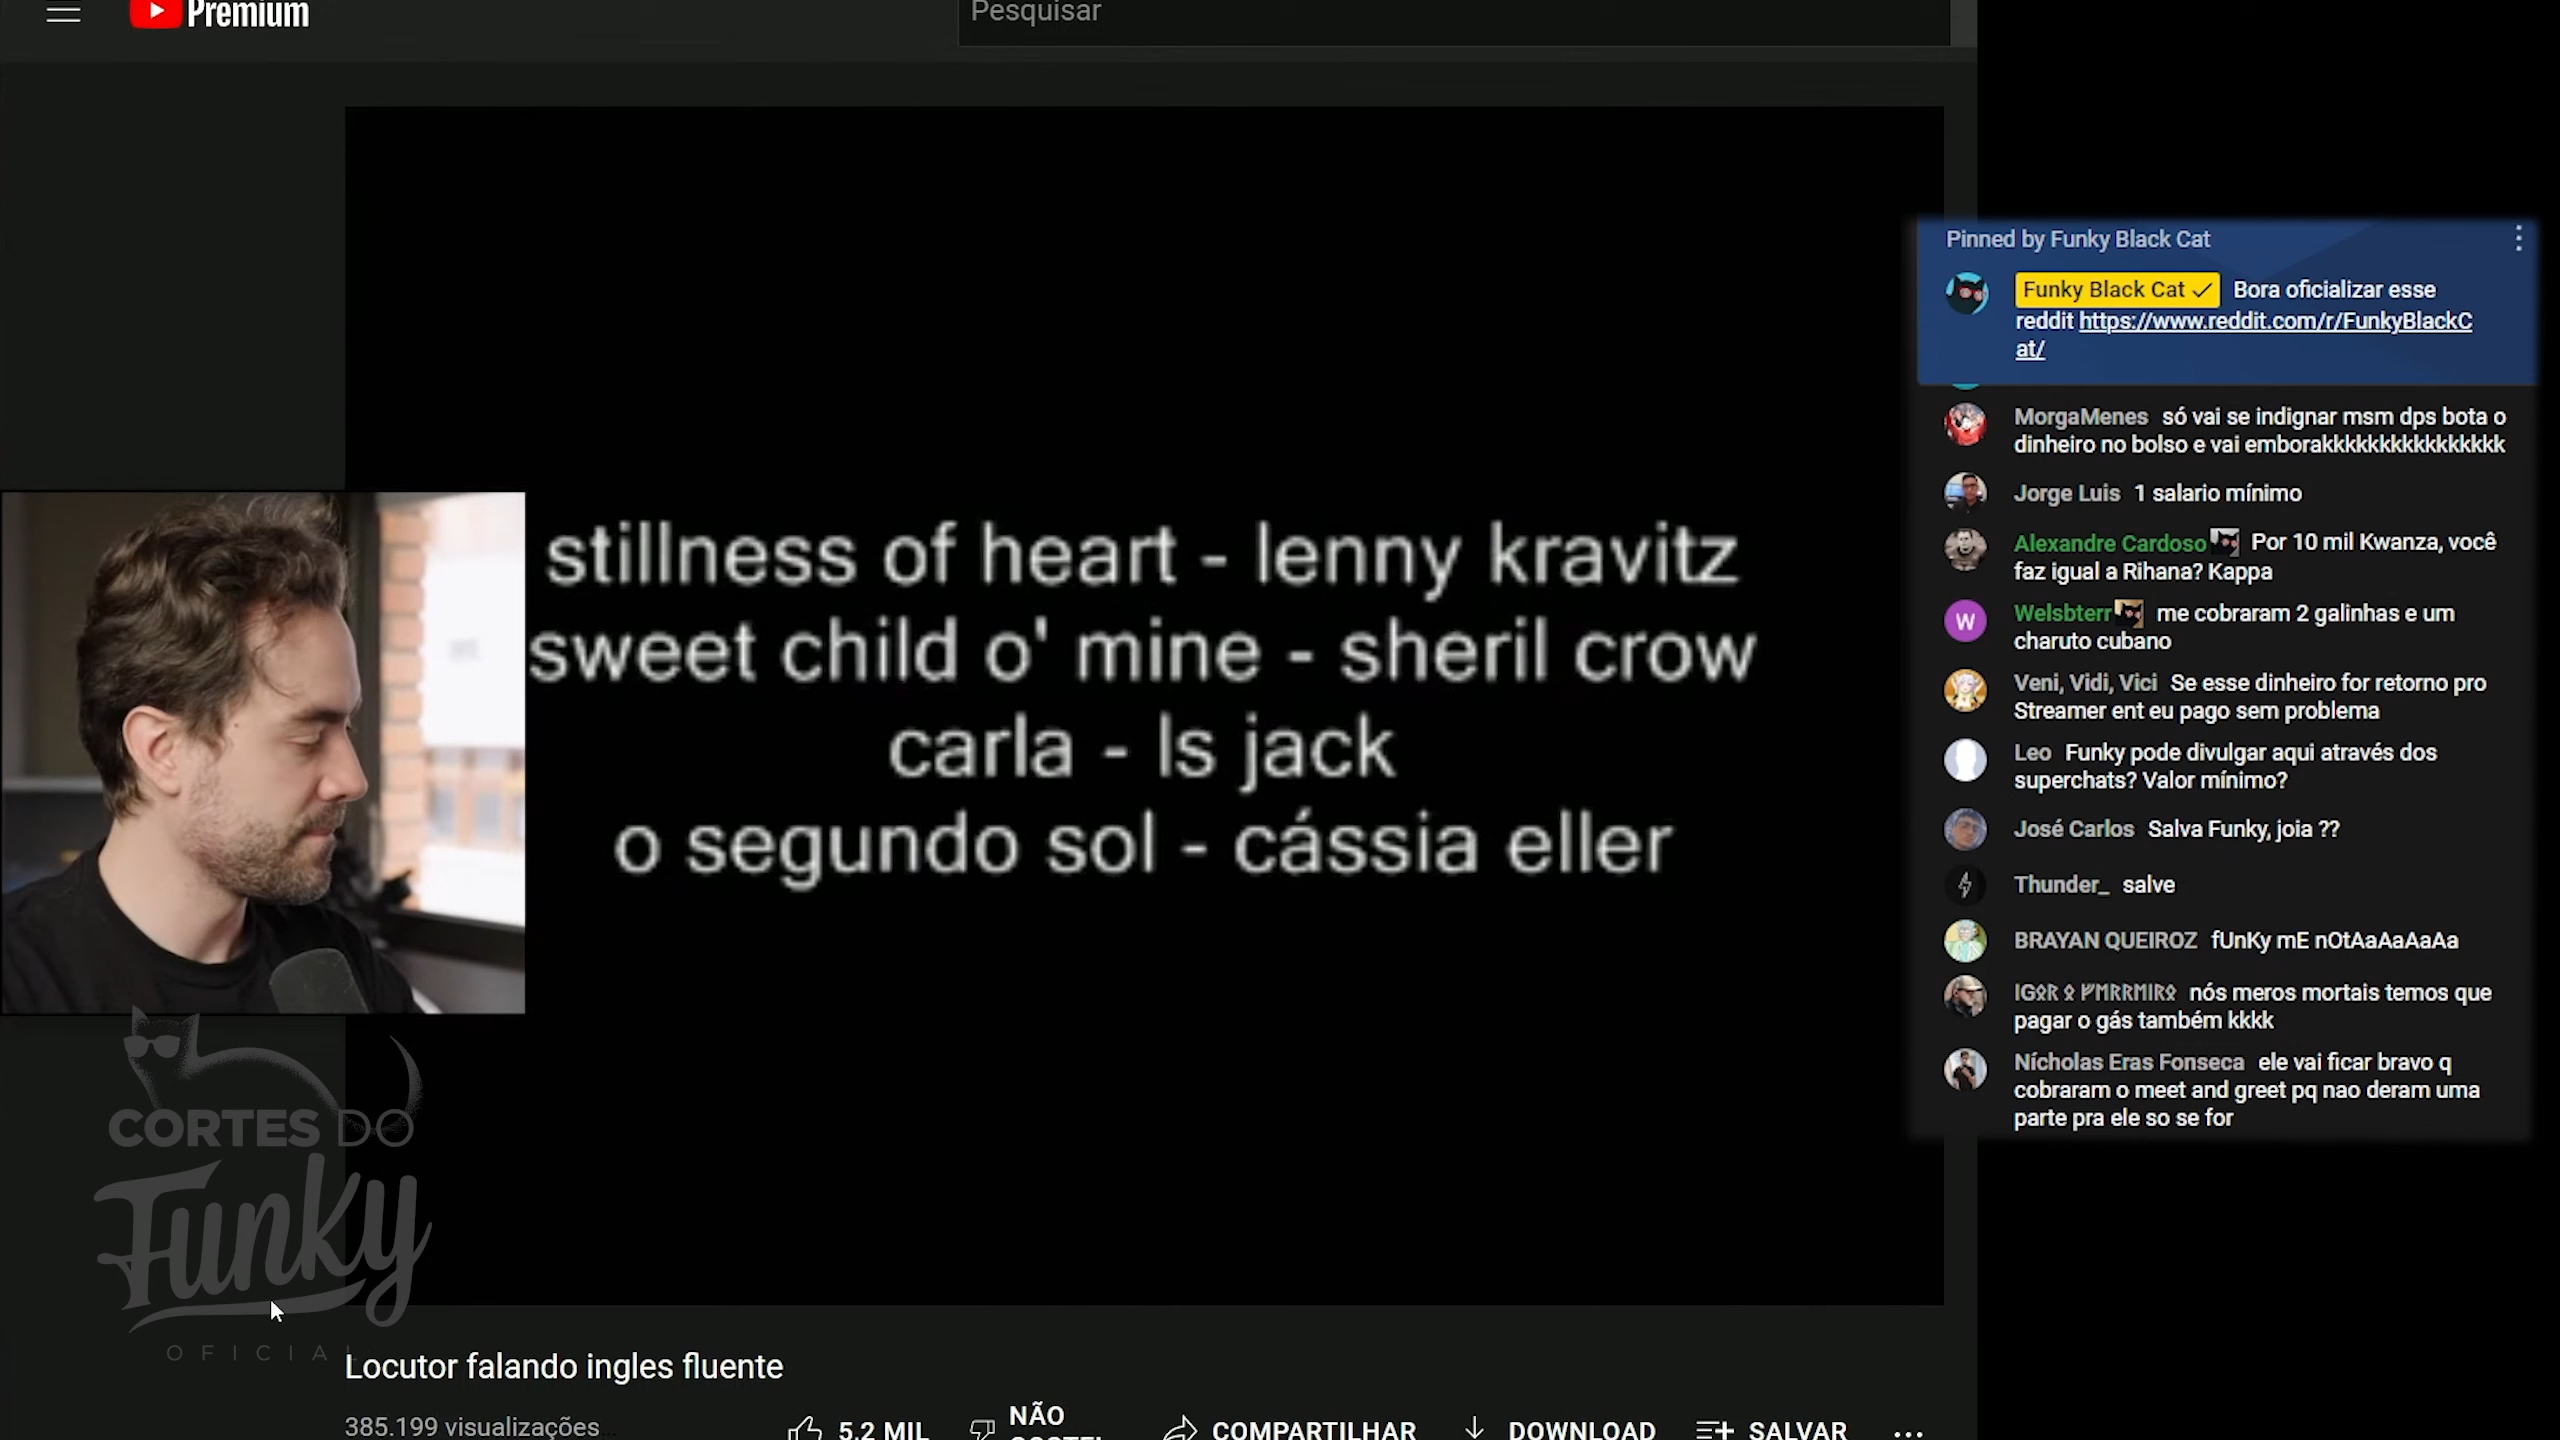 Premium
Pesquisar
stillness of heart - lenny kravitz
sweet child o' mine - sheril crow
carla - ls jack
o segundo sol - cássia eller
Pinned by Funky Black Cat
Funky Black Cat Bora oficializar esse
reddit https://www.reddit.com/r/FunkyBlackC
at/
MorgaMenes só vai se indignar msm dps bota o
dinheiro no bolso e vai emborakkkkkkkkkkkkkkkk
Jorge Luis 1 salario mínimo
Alexandre Cardoso Por 10 mil Kwanza, você
faz igual a Rihana? Kappa
W
Welsbterr me cobraram 2 galinhas e um
charuto cubano
Veni, Vidi, Vici Se esse dinheiro for retorno pro
Streamer ent eu pago sem problema
Leo Funky pode divulgar aqui através dos
superchats? Valor mínimo?
José Carlos Salva Funky, joia ??
Thunder_ salve
BRAYAN QUEIROZ fUnKy mE nOtAaAaAaAa
nós meros mortais temos que
pagar o gás também kkkk
Nícholas Eras Fonseca ele vai ficar bravo q
cobraram o meet and greet pq nao deram uma
parte pra ele so se for
CORTES DO
Funky
OFICIAL
Locutor falando ingles fluente
385.199 visualizações
5,2 MIL
NÃO
COMPARTILHAR
DOWNLOAD
SALVAR